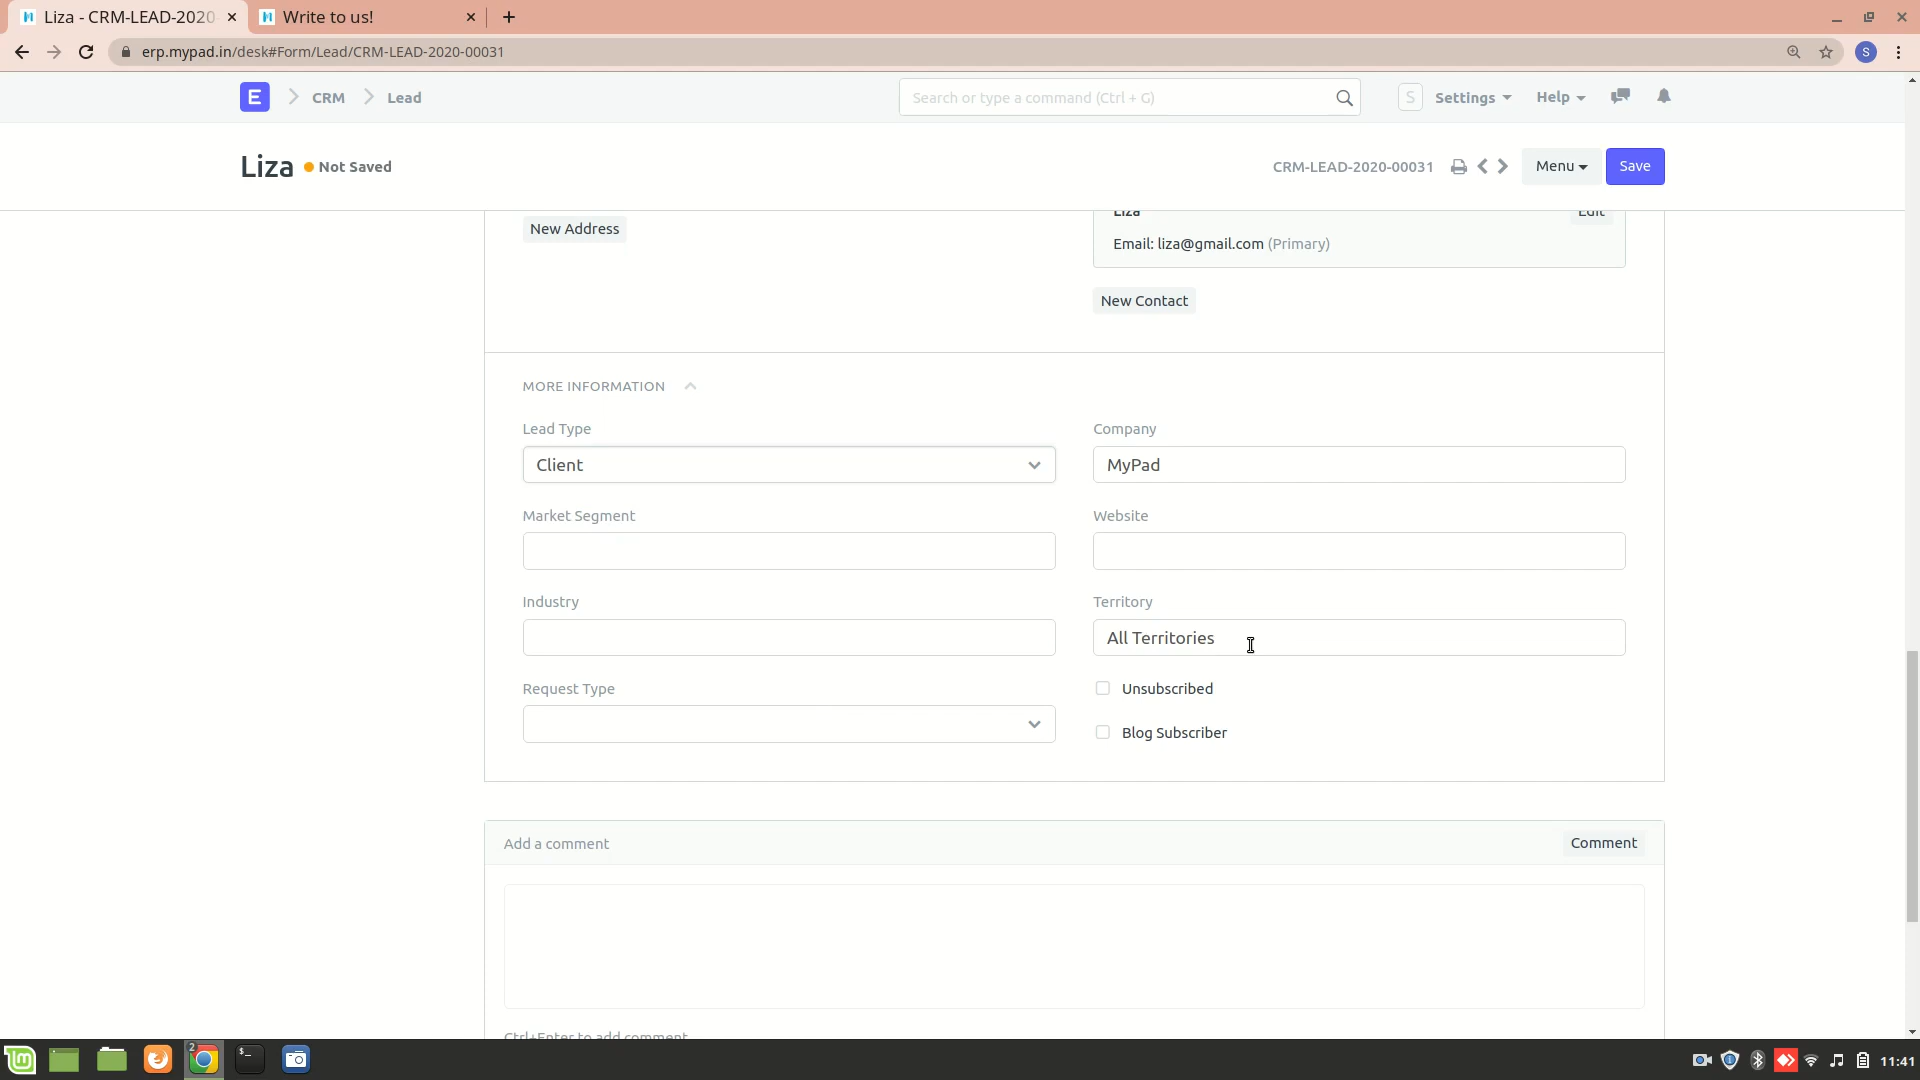 Liza - CRM-LEAD-2020
Write to us!
erp.mypad.in/desk#Form/Lead/CRM-LEAD-2020-00031
S
E
CRM
Lead
Search or type a command (Ctrl + G)
S
Settings
Help
Liza
Not Saved
CRM-LEAD-2020-00031
Menu
Save
New Address
Liza
Edit
Email: liza@gmail.com (Primary)
New Contact
MORE INFORMATION
Lead Type
Company
Client
MyPad
Market Segment
Website
Industry
Territory
All Territories
Request Type
Unsubscribed
Blog Subscriber
Add a comment
Comment
Ctrl+Enter to add comment
2
11:41